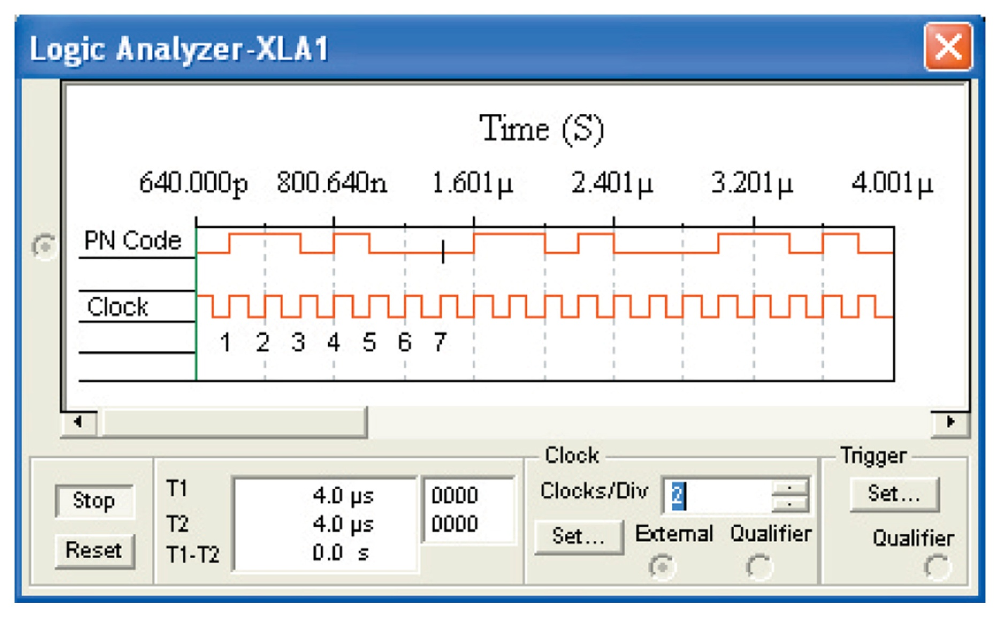 Logic Analyzer-XLA1
Time (S)
640.000p 800.640n 1.601µ 2.401µ 3.201µ 4.001µ
PN Code
Clock
1 2 3 4 5 6 7
Clock
Trigger
Stop
Reset
T1 4.0 µs 0000
T2 4.0 µs 0000
T1-T2 0.0 s
Clocks/Div 2
Set...
External Qualifier
Set...
Qualifier